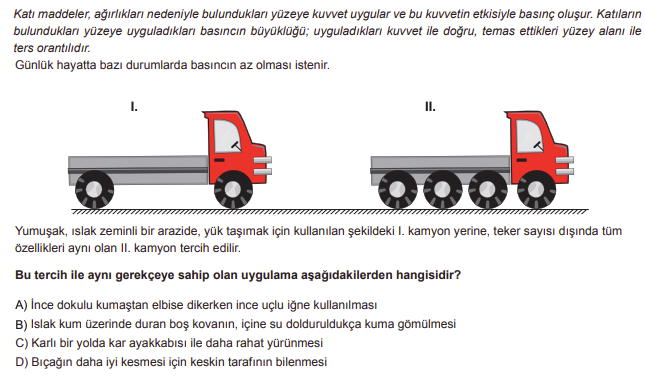 Katı maddeler, ağırlıkları nedeniyle bulundukları yüzeye kuvvet uygular ve bu kuvvetin etkisiyle basınç oluşur. Katıların
bulundukları yüzeye uyguladıkları basıncın büyüklüğü; uyguladıkları kuvvet ile doğru, temas ettikleri yüzey alanı ile
ters orantılıdır.
Günlük hayatta bazı durumlarda basıncın az olması istenir.
I. II.
Yumuşak, ıslak zeminli bir arazide, yük taşımak için kullanılan şekildeki I. kamyon yerine, teker sayısı dışında tüm
özellikleri aynı olan II. kamyon tercih edilir.
Bu tercih ile aynı gerekçeye sahip olan uygulama aşağıdakilerden hangisidir?
A) İnce dokulu kumaştan elbise dikerken ince uçlu iğne kullanılması
B) Islak kum üzerinde duran boş kovanın, içine su dolduruldukça kuma gömülmesi
C) Karlı bir yolda kar ayakkabısı ile daha rahat yürünmesi
D) Bıçağın daha iyi kesmesi için keskin tarafının bilenmesi